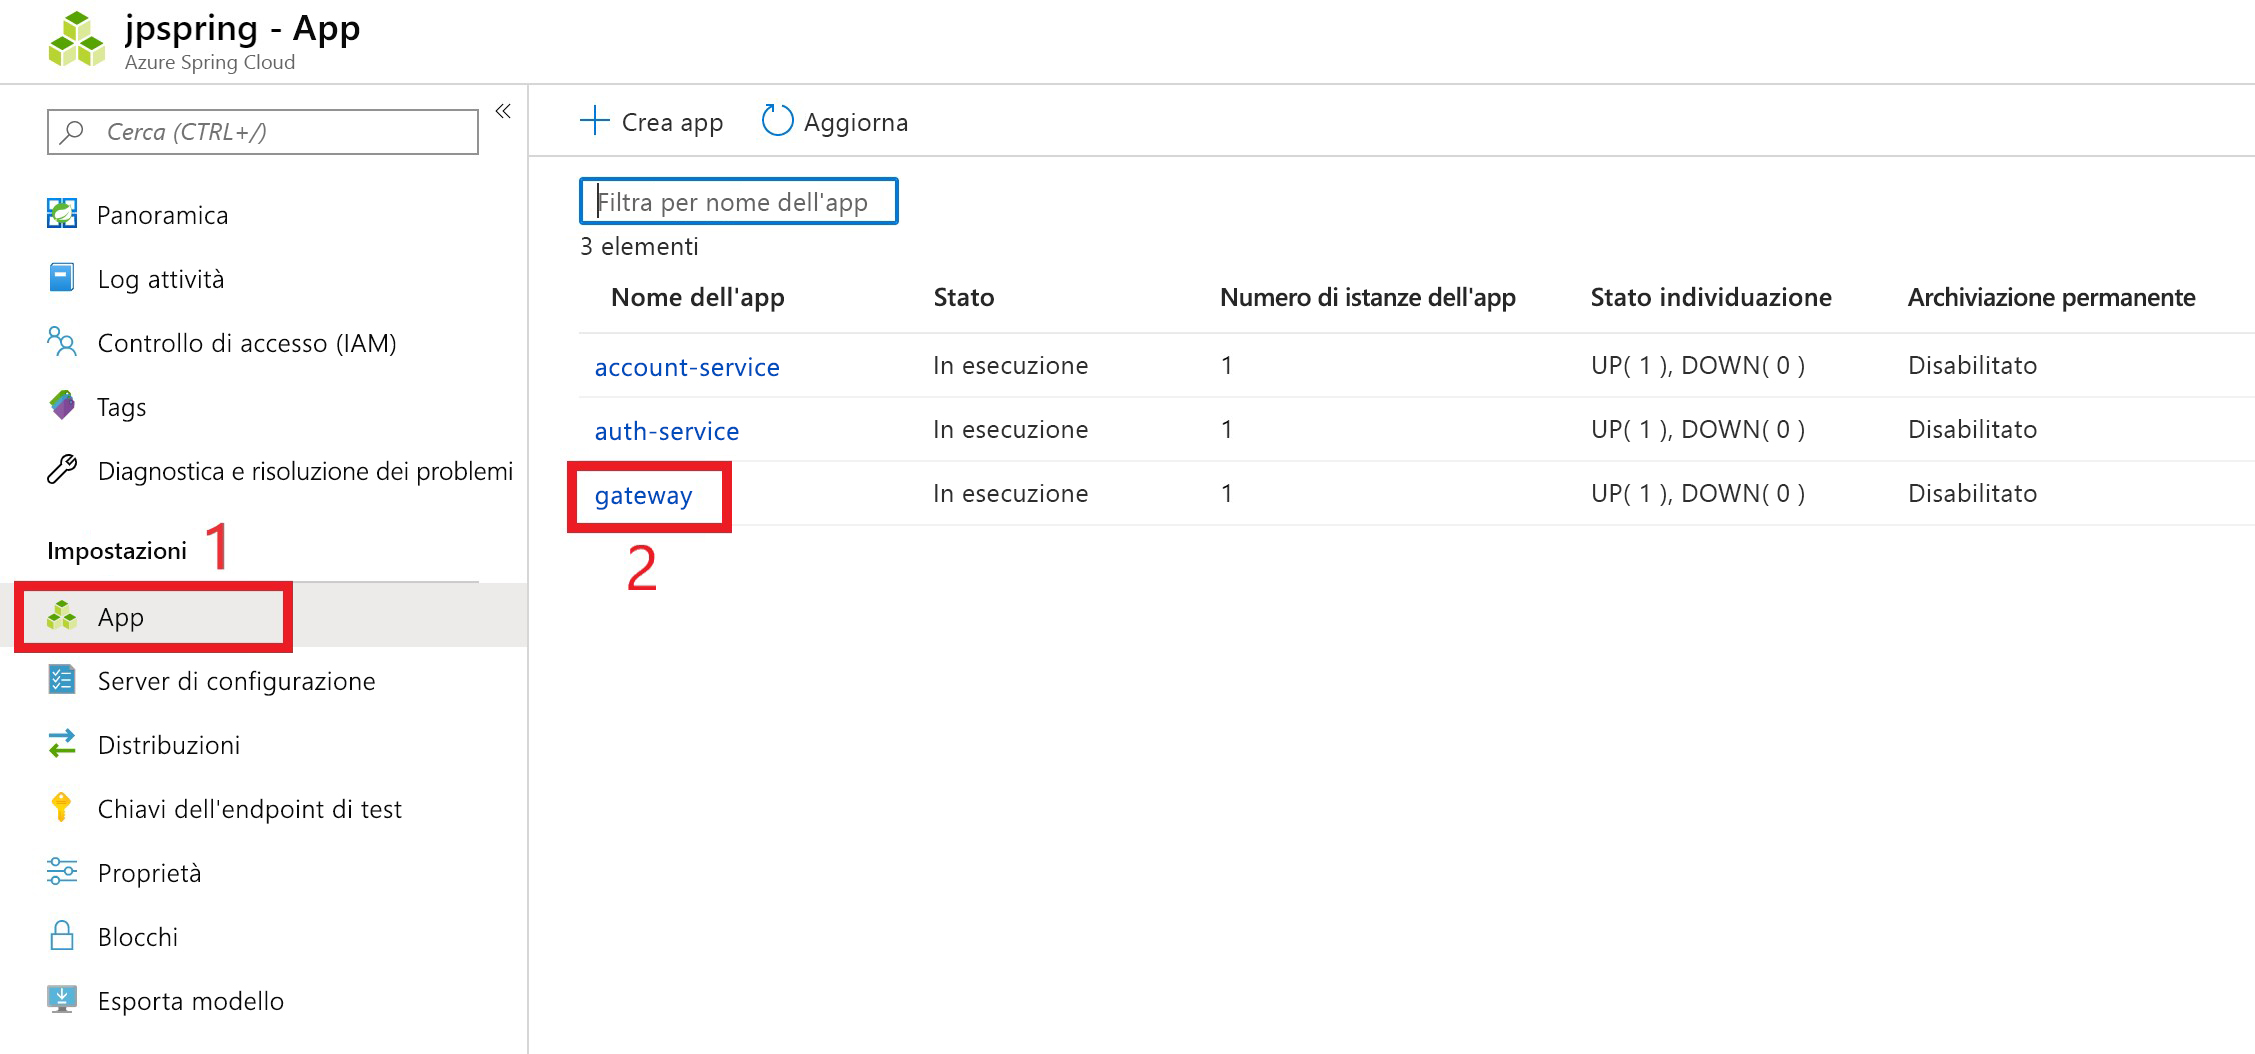 jpspring - App
Azure Spring Cloud
Cerca (CTRL+/)
«
Panoramica
Log attività
Controllo di accesso (IAM)
Tags
Diagnostica e risoluzione dei problemi
Impostazioni 1
App
Server di configurazione
Distribuzioni
Chiavi dell'endpoint di test
Proprietà
Blocchi
Esporta modello
Crea app Aggiorna
Filtra per nome dell'app
3 elementi
Nome dell'app Stato Numero di istanze dell'app Stato individuazione Archiviazione permanente
account-service In esecuzione 1 UP( 1 ), DOWN( 0 ) Disabilitato
auth-service In esecuzione 1 UP( 1 ), DOWN( 0 ) Disabilitato
gateway In esecuzione 1 UP( 1 ), DOWN( 0 ) Disabilitato
2